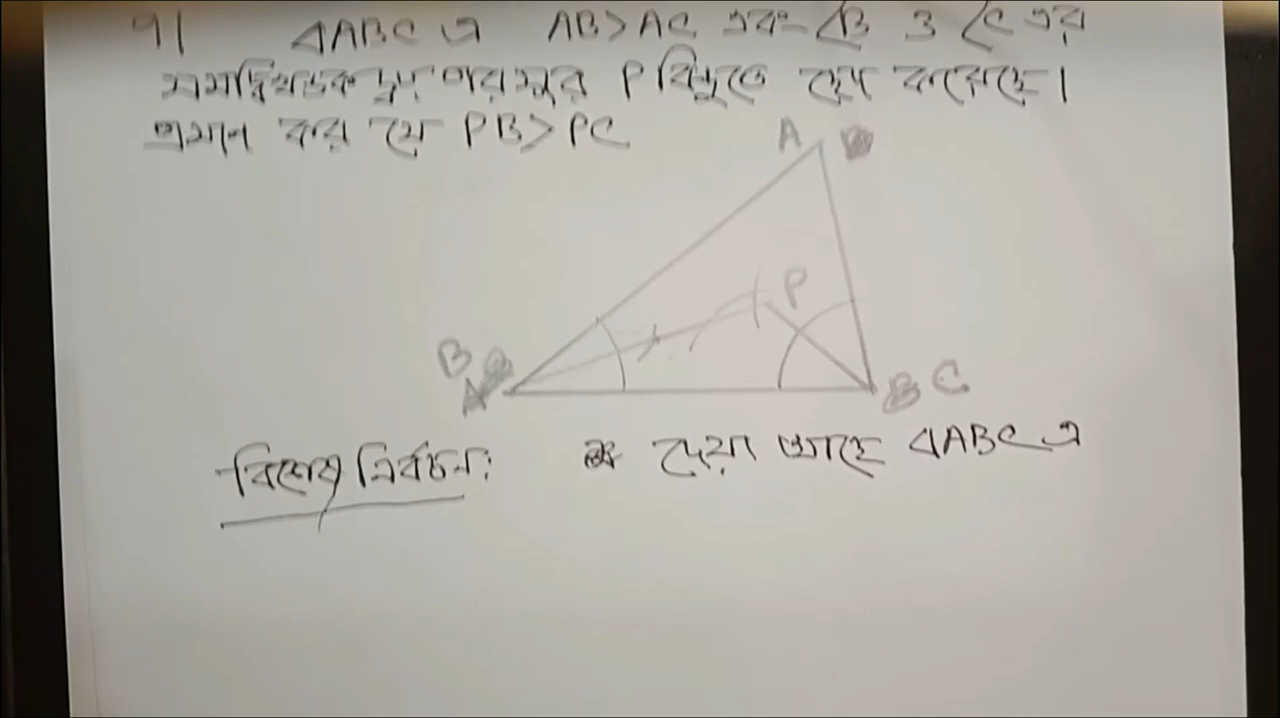 ৭। ∆ABC এ AB>AC এবং ∠B ও ∠C এর
সমদ্বিখন্ডকদ্বয় পরস্পর P বিন্দুতে ছেদ করেছে।
প্রমাণ কর যে PB>PC
A
P
B
C
বিশেষ নির্বচন: দেয়া আছে ∆ABC এ